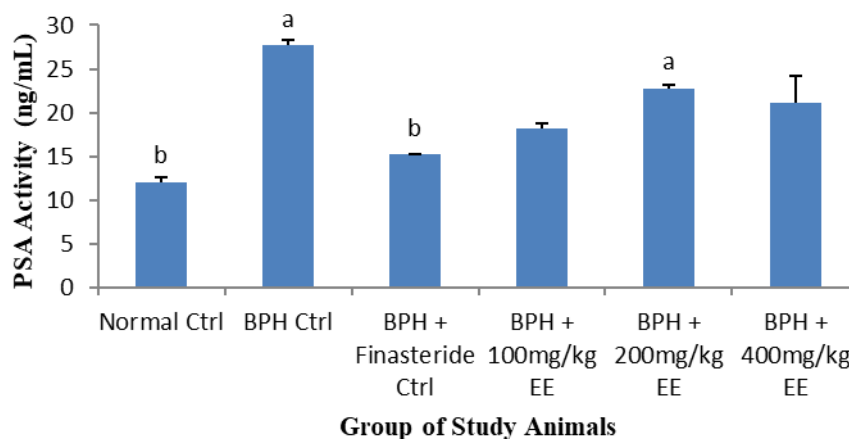 PSA Activity (ng/mL)
30
25
20
15
10
5
0
b
a
b
a
Normal Ctrl
BPH Ctrl
BPH +
Finasteride
Ctrl
BPH +
100mg/kg
EE
BPH +
200mg/kg
EE
BPH +
400mg/kg
EE
Group of Study Animals